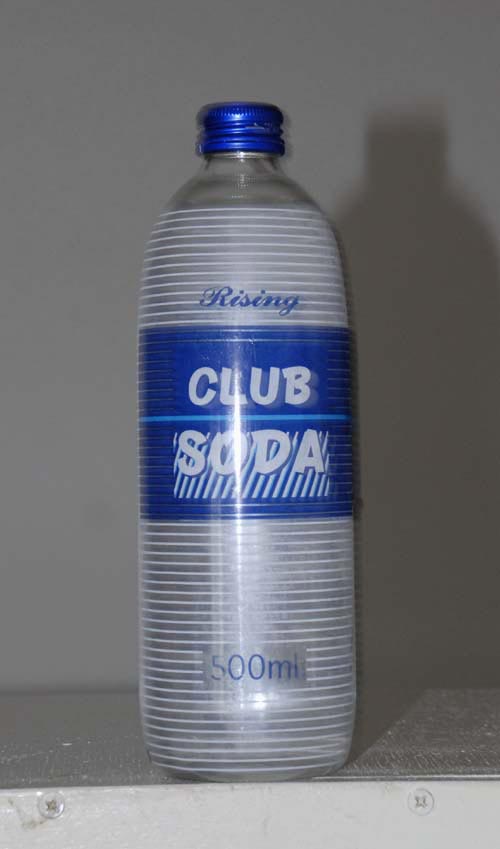 Rising
CLUB
SODA
500ml.